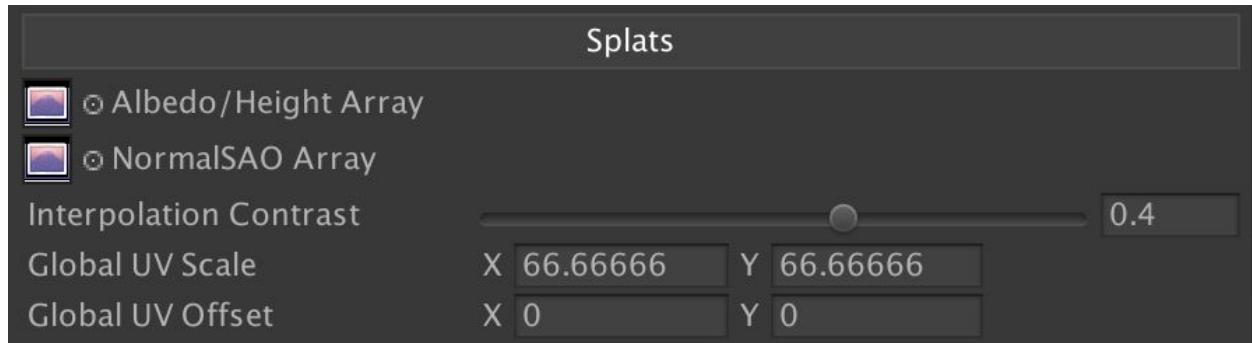 Splats
Albedo/Height Array
NormalSAO Array
Interpolation Contrast 0.4
Global UV Scale X 66.66666 Y 66.66666
Global UV Offset X 0 Y 0